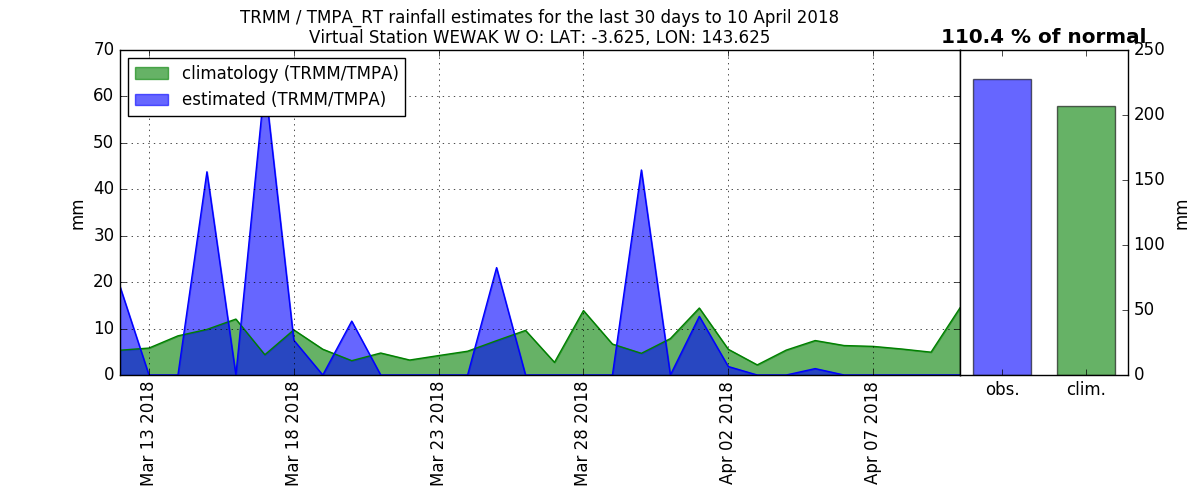 TRMM / TMPA_RT rainfall estimates for the last 30 days to 10 April 2018
Virtual Station WEWAK W O: LAT: -3.625, LON: 143.625
110.4 % of normal
climatology (TRMM/TMPA)
estimated (TRMM/TMPA)
70
60
50
40
30
20
10
0
mm
Mar 13 2018
Mar 18 2018
Mar 23 2018
Mar 28 2018
Apr 02 2018
Apr 07 2018
250
200
150
100
50
0
mm
obs.
clim.